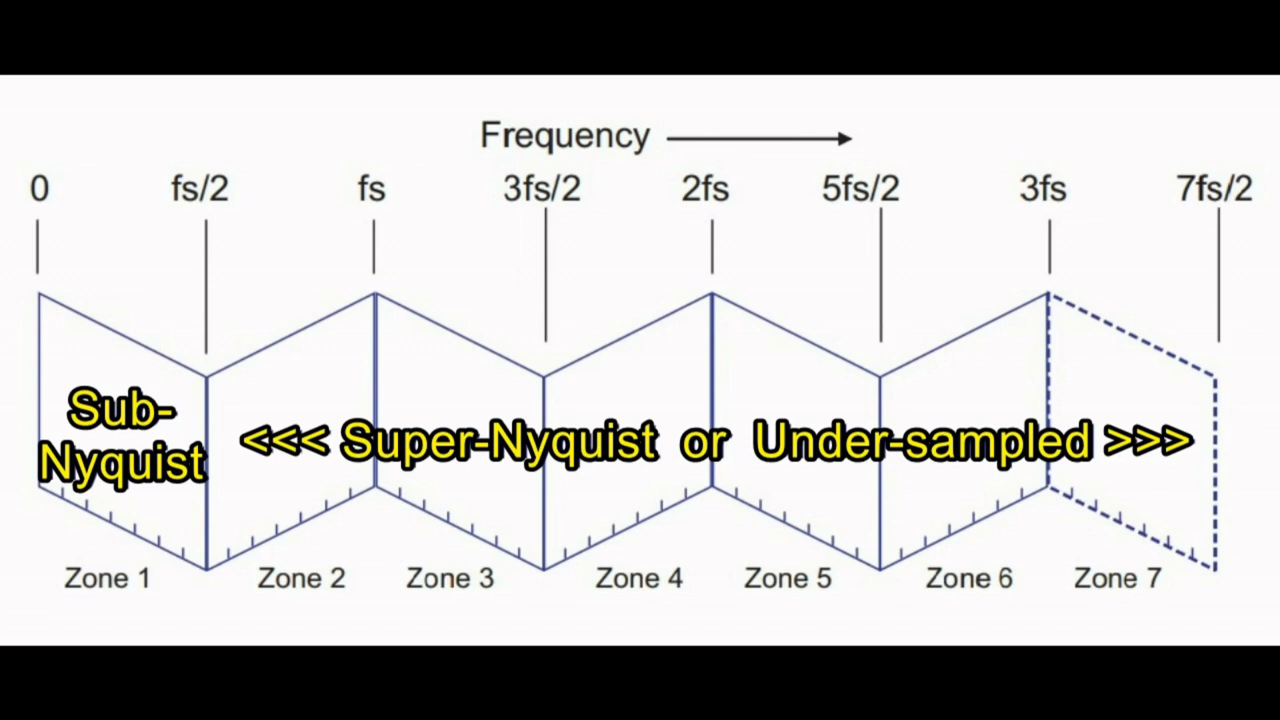 Frequency
0 fs/2 fs 3fs/2 2fs 5fs/2 3fs 7fs/2
Sub-
Nyquist
<<< Super-Nyquist or Under-sampled >>>
Zone 1 Zone 2 Zone 3 Zone 4 Zone 5 Zone 6 Zone 7